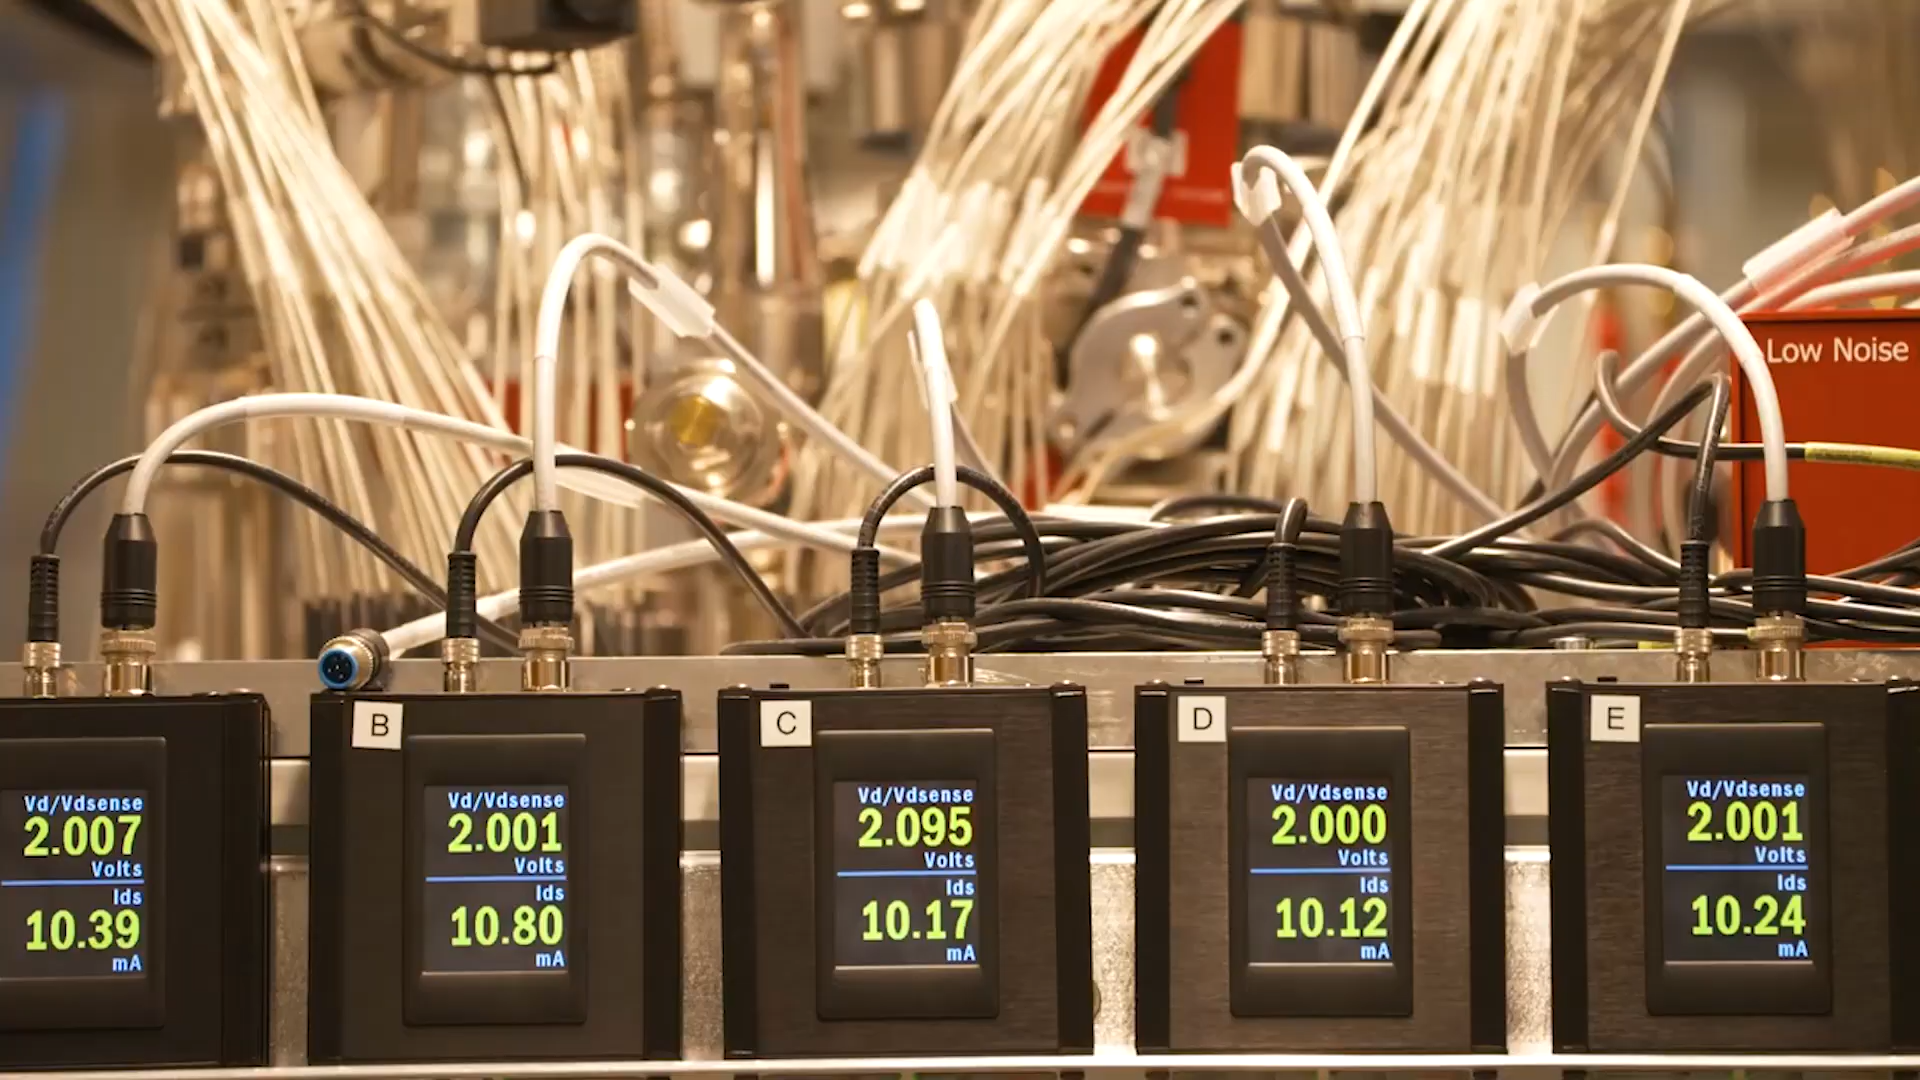 Low Noise
Vd/Vdsense
2.007
Volts
Ids
10.39
mA
B
Vd/Vdsense
2.001
Volts
Ids
10.80
mA
C
Vd/Vdsense
2.095
Volts
Ids
10.17
mA
D
Vd/Vdsense
2.000
Volts
Ids
10.12
mA
E
Vd/Vdsense
2.001
Volts
Ids
10.24
mA